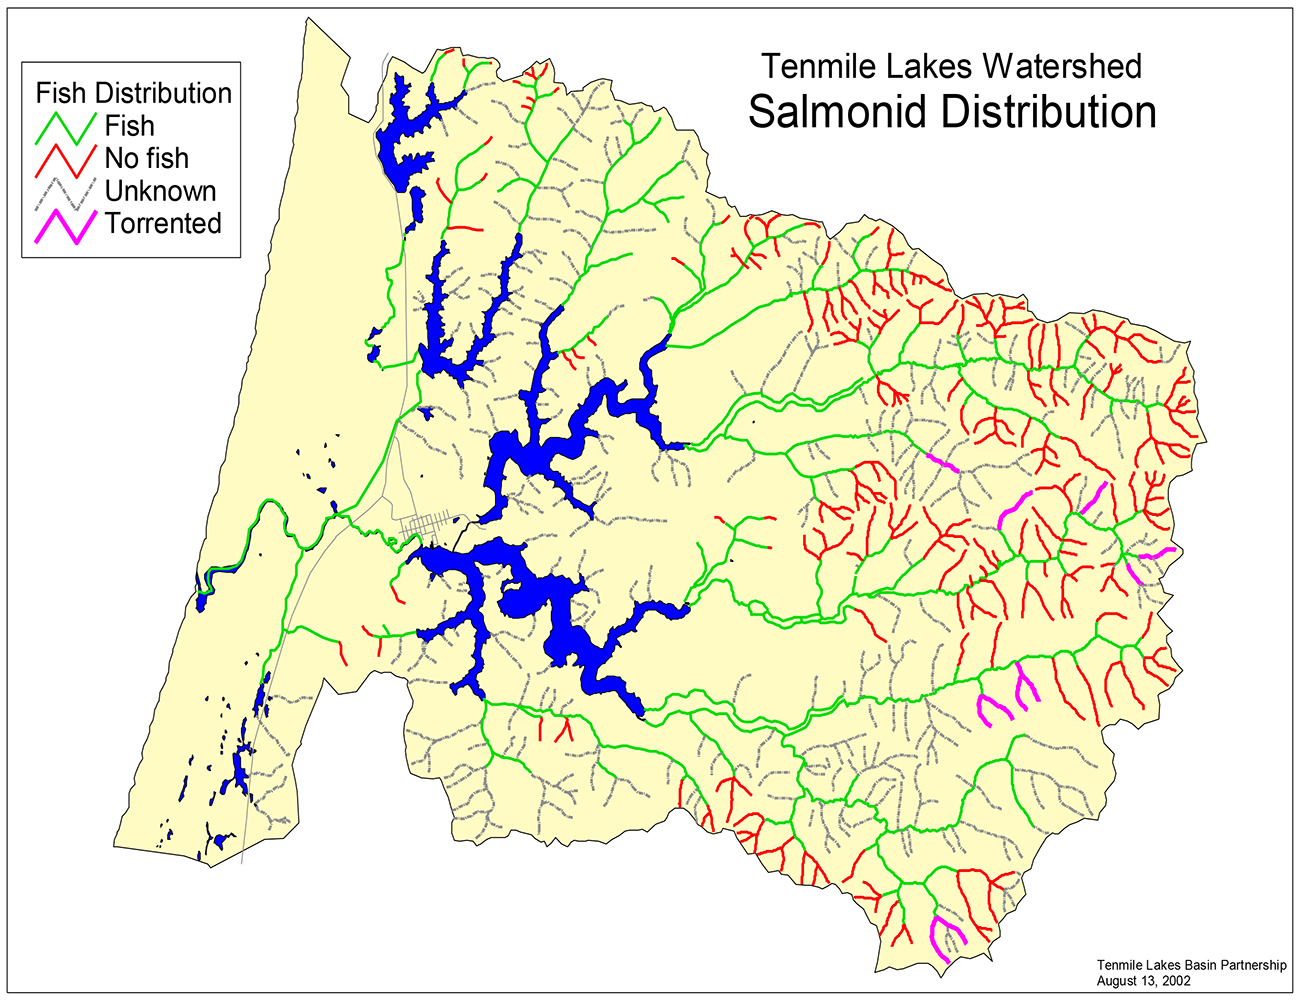 Tenmile Lakes Watershed
Salmonid Distribution
Fish Distribution
Fish
No fish
Unknown
Torrented
Tenmile Lakes Basin Partnership
August 13, 2002